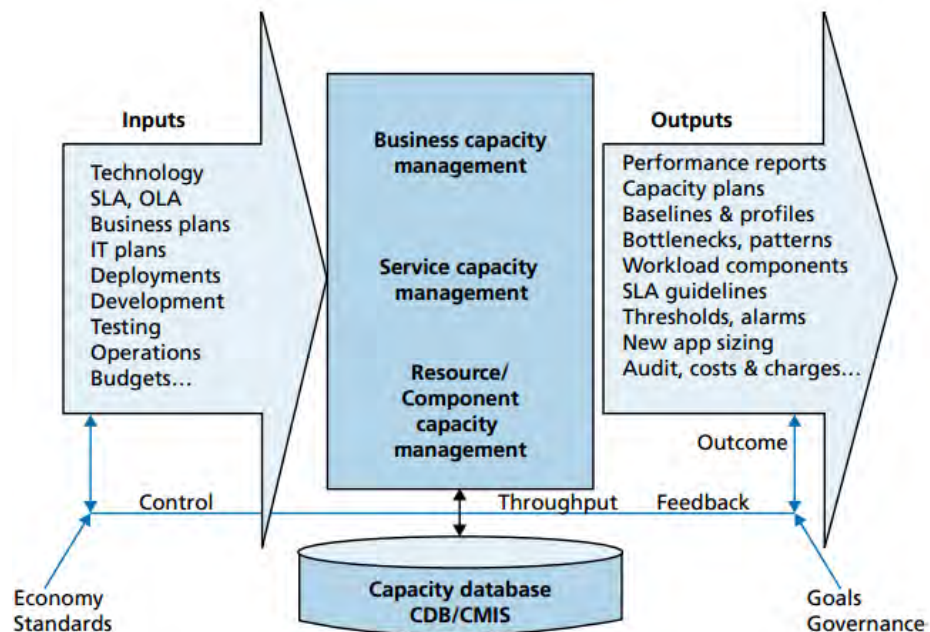 Inputs
Technology
SLA, OLA
Business plans
IT plans
Deployments
Development
Testing
Operations
Budgets…
Business capacity
management
Service capacity
management
Resource/
Component
capacity
management
Outputs
Performance reports
Capacity plans
Baselines & profiles
Bottlenecks, patterns
Workload components
SLA guidelines
Thresholds, alarms
New app sizing
Audit, costs & charges…
Outcome
Control
Throughput
Feedback
Capacity database
CDB/CMIS
Economy
Standards
Goals
Governance